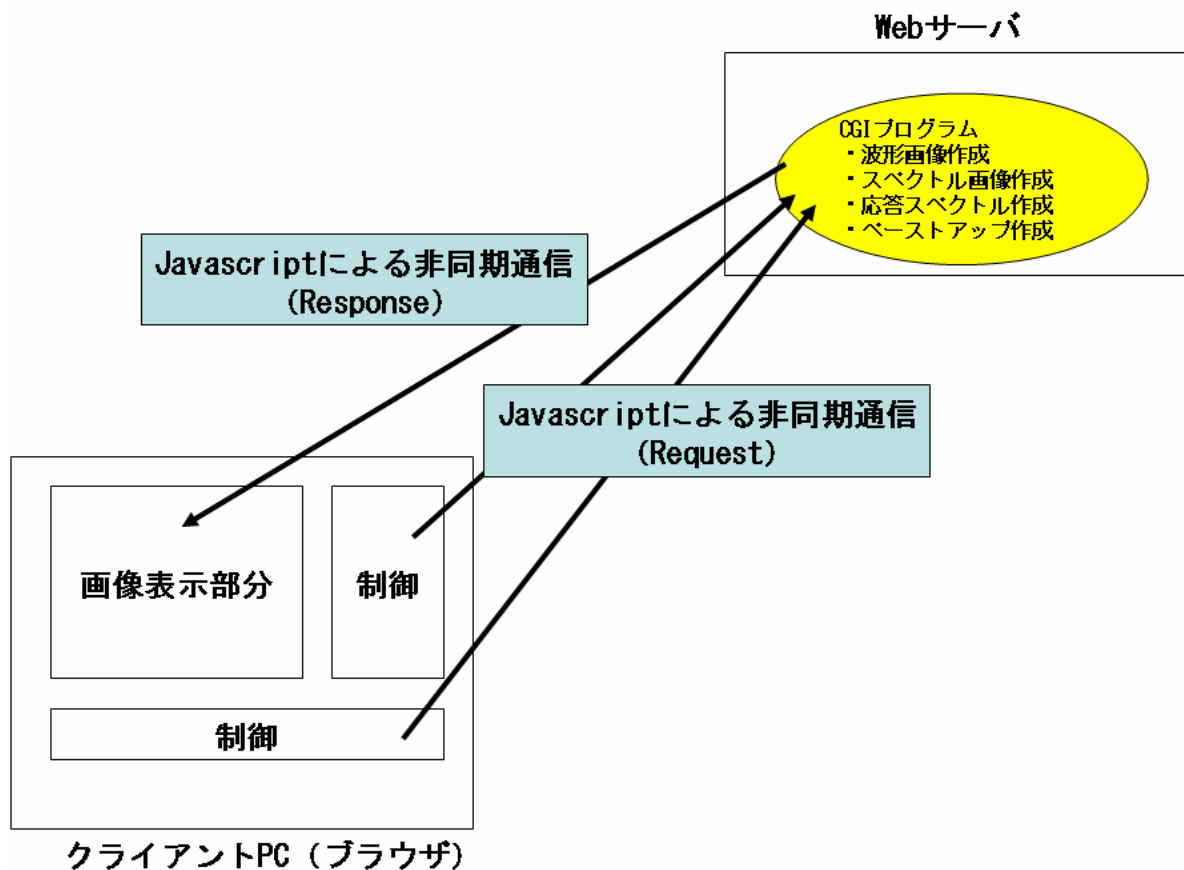 Webサーバ
CGIプログラム
・波形画像作成
・スペクトル画像作成
・応答スペクトル作成
・ペーストアップ作成
Javascriptによる非同期通信
(Response)
Javascriptによる非同期通信
(Request)
画像表示部分
制御
制御
クライアントPC（ブラウザ）